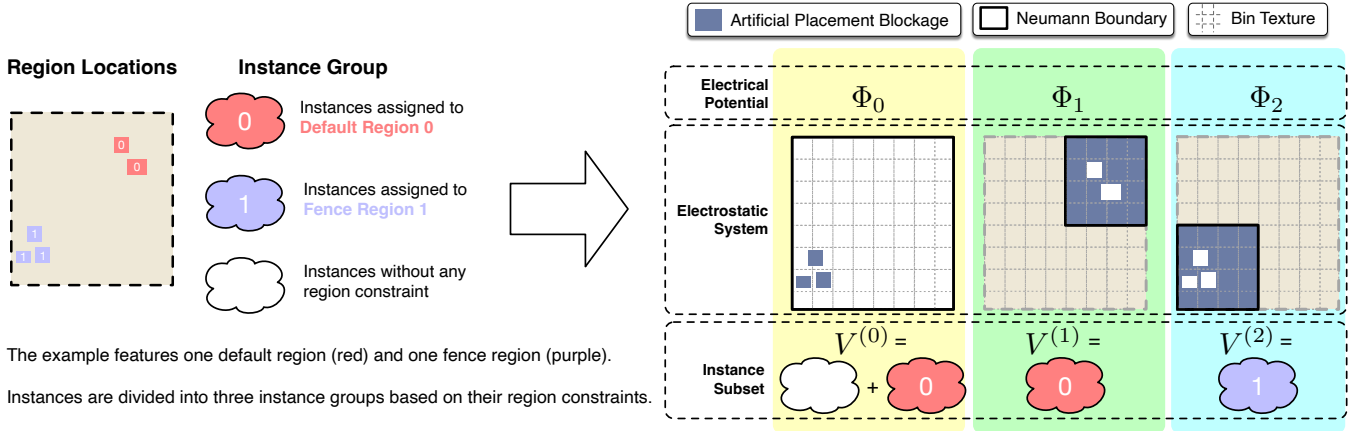 Artificial Placement Blockage
Neumann Boundary
Bin Texture
Region Locations
Instance Group
0
0
1
1
1
0
Instances assigned to
Default Region 0
1
Instances assigned to
Fence Region 1
Instances without any
region constraint
The example features one default region (red) and one fence region (purple).
Instances are divided into three instance groups based on their region constraints.
Electrical
Potential
Φ₀
Φ₁
Φ₂
Electrostatic
System
Instance
Subset
V⁽⁰⁾ =
+
0
V⁽¹⁾ =
0
V⁽²⁾ =
1